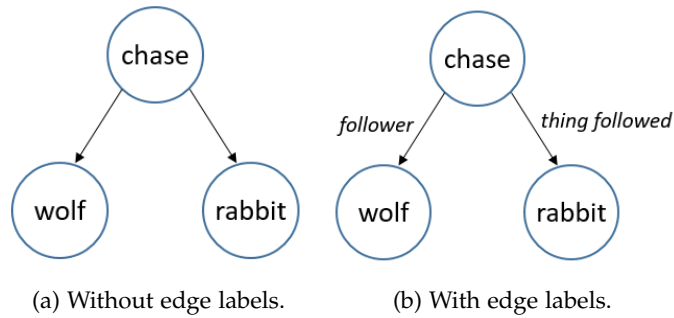 chase
wolf
rabbit
(a) Without edge labels.
chase
follower
thing followed
wolf
rabbit
(b) With edge labels.